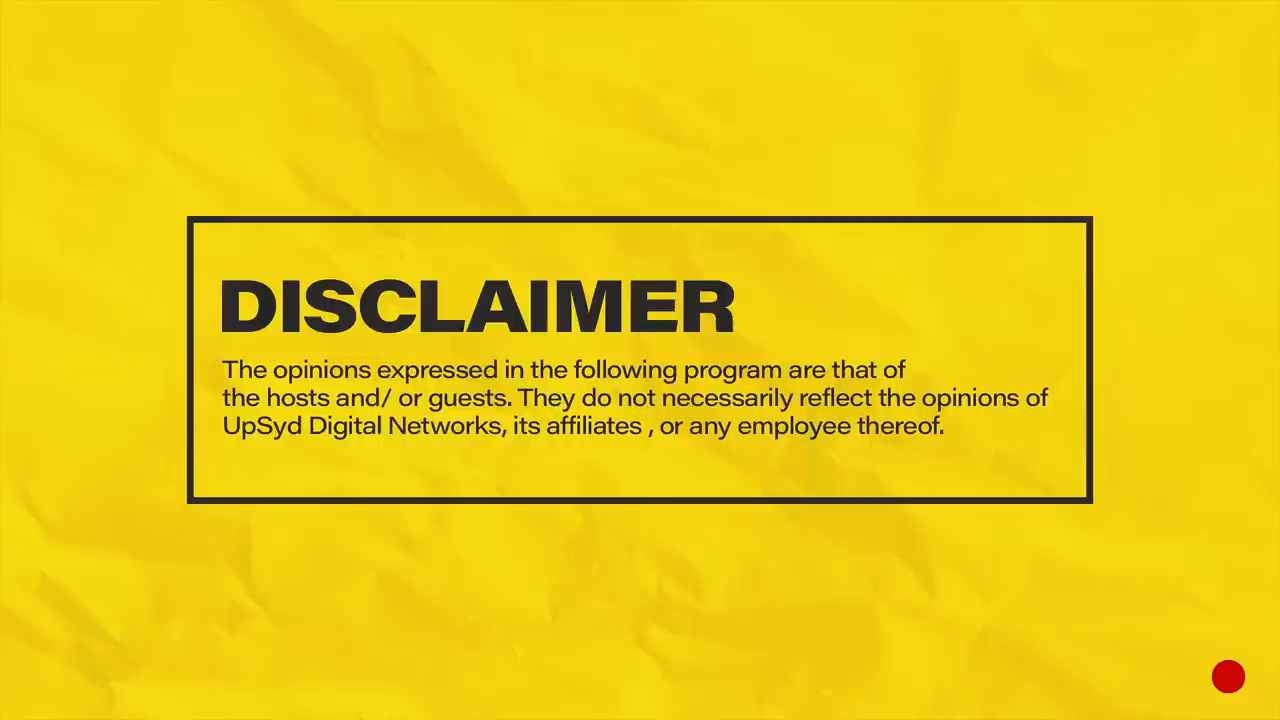 DISCLAIMER
The opinions expressed in the following program are that of
the hosts and/ or guests. They do not necessarily reflect the opinions of
UpSyd Digital Networks, its affiliates , or any employee thereof.